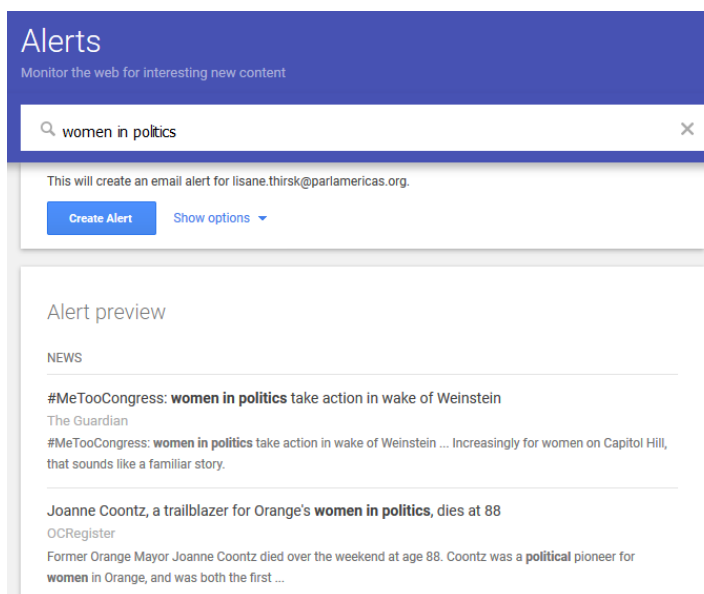 Alerts
Monitor the web for interesting new content
women in politics
This will create an email alert for lisane.thirsk@parlamericas.org.
Create Alert Show options
Alert preview
NEWS
#MeTooCongress: women in politics take action in wake of Weinstein
The Guardian
#MeTooCongress: women in politics take action in wake of Weinstein ... Increasingly for women on Capitol Hill,
that sounds like a familiar story.
Joanne Coontz, a trailblazer for Orange's women in politics, dies at 88
OCRegister
Former Orange Mayor Joanne Coontz died over the weekend at age 88. Coontz was a political pioneer for
women in Orange, and was both the first ...